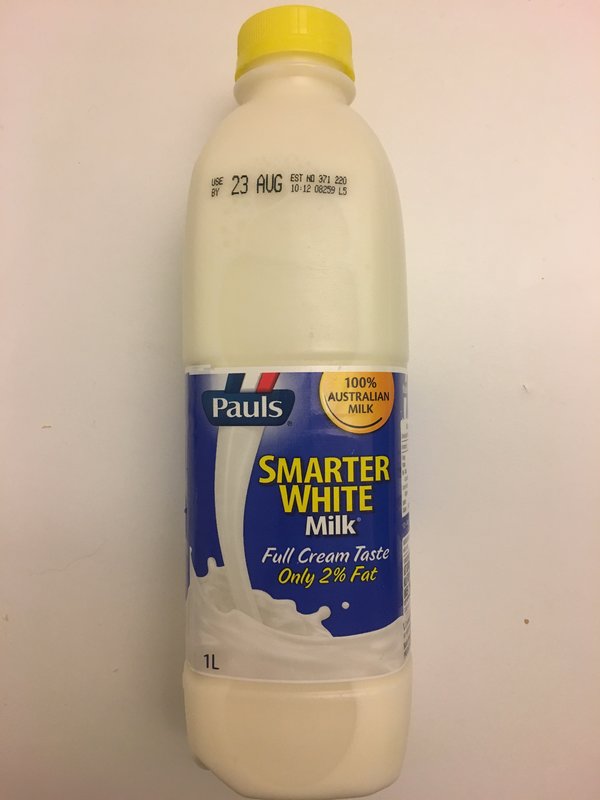 USE BY 23 AUG EST NO 371 220
10:12 08259 L5
Pauls
100%
AUSTRALIAN
MILK
SMARTER
WHITE
Milk
Full Cream Taste
Only 2% Fat
1L